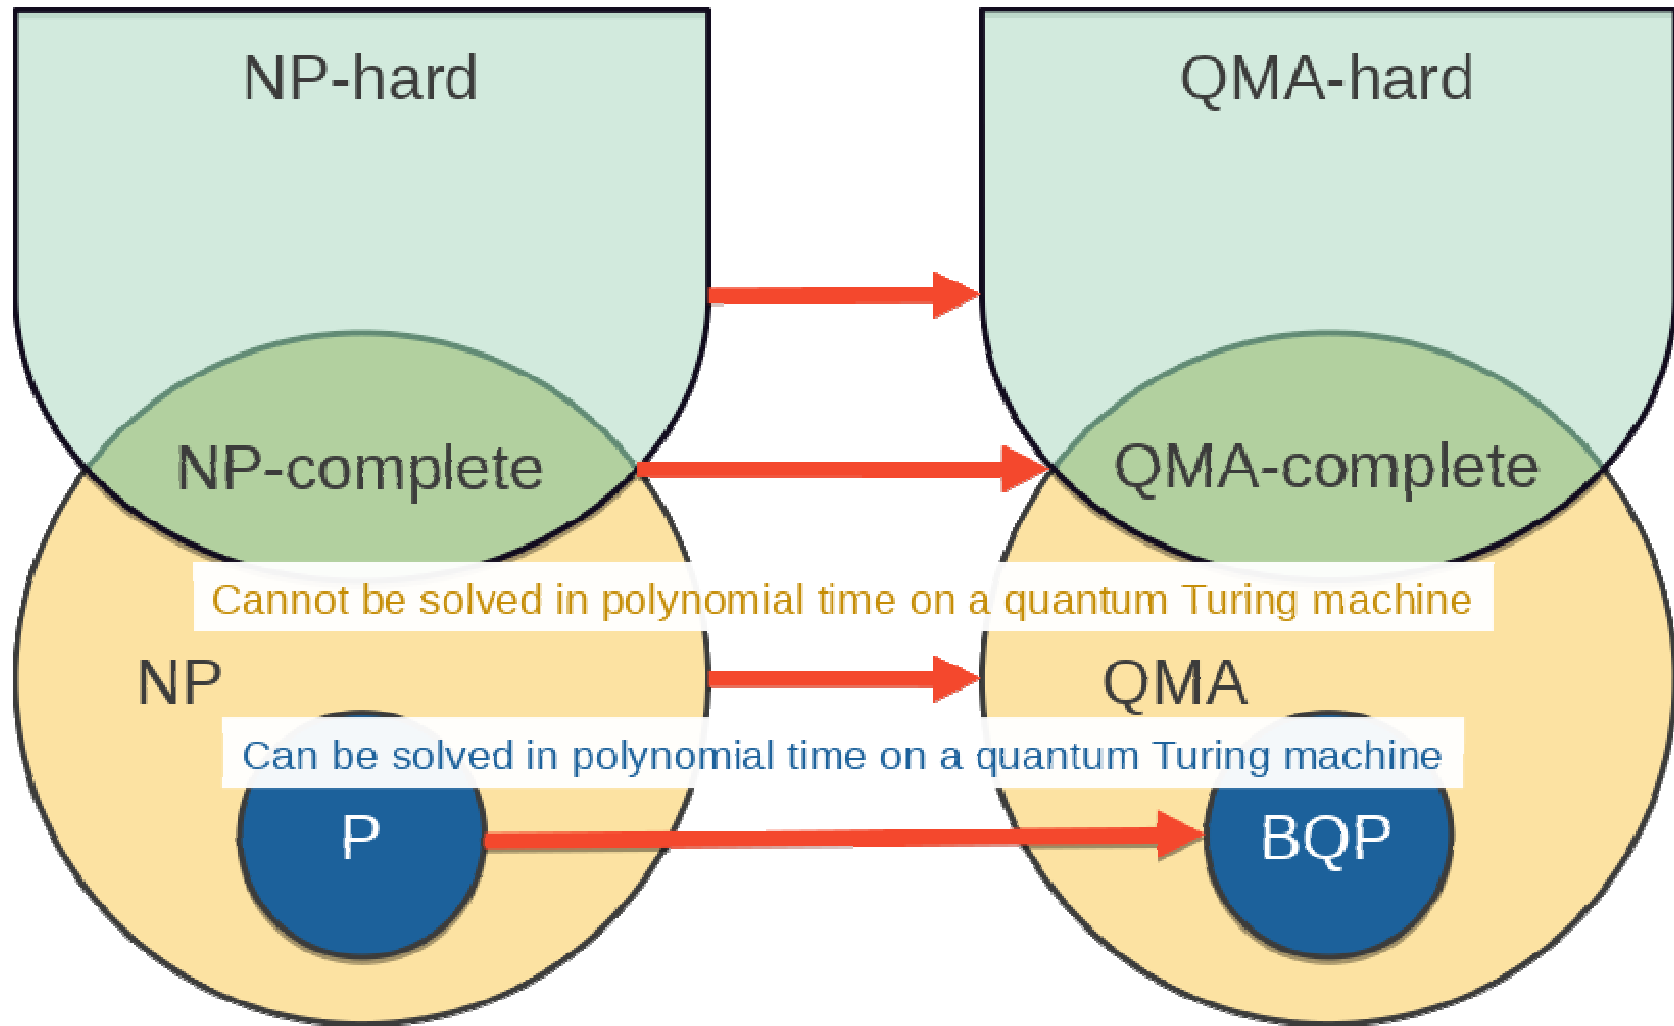 NP-hard
QMA-hard
NP-complete
QMA-complete
Cannot be solved in polynomial time on a quantum Turing machine
NP
QMA
Can be solved in polynomial time on a quantum Turing machine
P
BQP